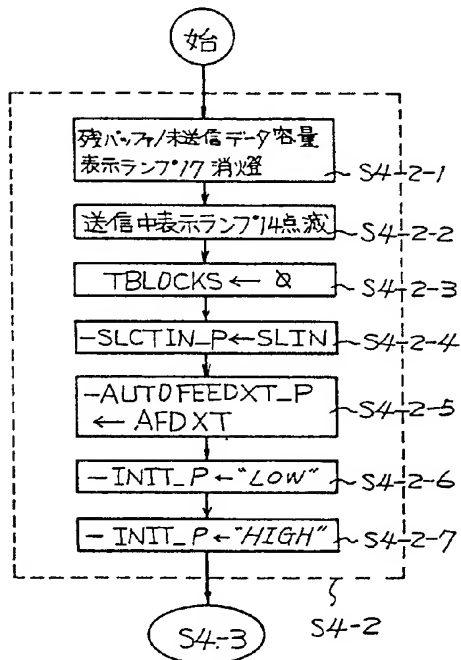 始
残バッファ/未送信データ容量
表示ランプ17 消燈
S4-2-1
送信中表示ランプ14点滅
S4-2-2
TBLOCKS ← 0
S4-2-3
-SLCTIN_P←SLIN
S4-2-4
-AUTOFEEDXT_P
← AFDXT
S4-2-5
-INIT_P ← "LOW"
S4-2-6
-INIT_P ← "HIGH"
S4-2-7
S4-2
S4-3